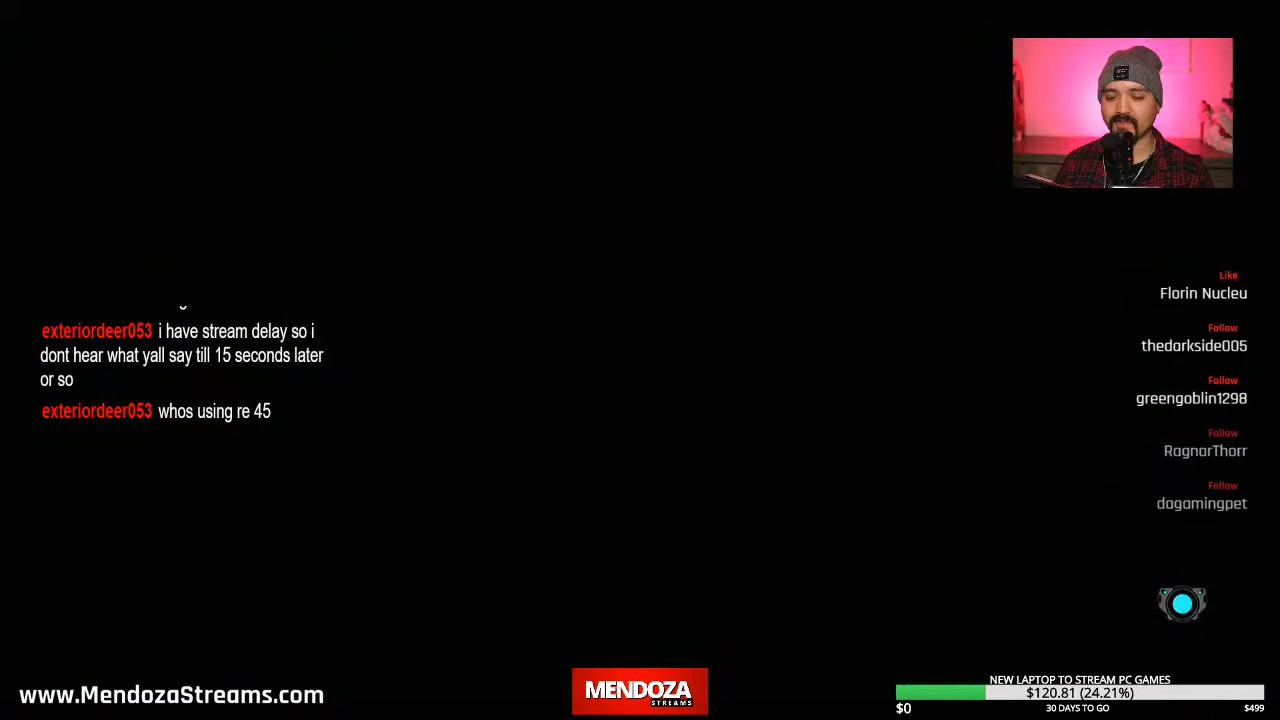 exteriordeer053 i have stream delay so i
dont hear what yall say till 15 seconds later
or so
exteriordeer053 whos using re 45
Like
Florin Nucleu
Follow
thedarkside005
Follow
greengoblin1298
Follow
RagnarThorr
Follow
dagamingpet
www.MendozaStreams.com
MENDOZA
STREAMS
NEW LAPTOP TO STREAM PC GAMES
$120.81 (24.21%)
$0 30 DAYS TO GO $499